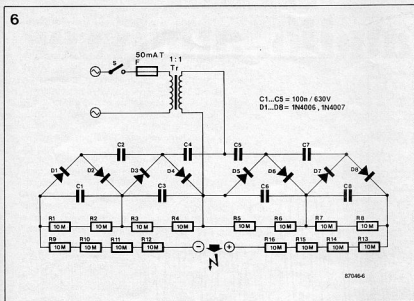 6
50mA T
F
S
1:1
Tr
C1...C5 = 100n / 630V
D1...D8 = 1N4006, 1N4007
C2 C4 C5 C7
D1 D2 D3 D4 D5 D6 D7 D8
C1 C3 C6 C8
R1 R2 R3 R4 R5 R6 R7 R8
10M 10M 10M 10M 10M 10M 10M 10M
R9 R10 R11 R12 R16 R15 R14 R13
10M 10M 10M 10M − + 10M 10M 10M 10M
87046-6